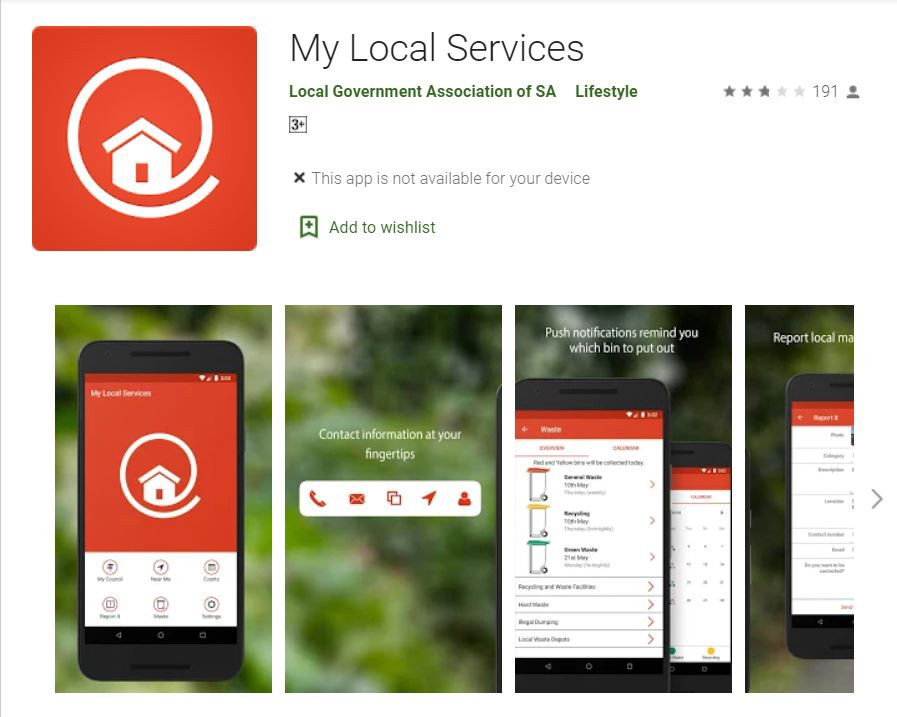 My Local Services
Local Government Association of SA Lifestyle
191
3+
This app is not available for your device
Add to wishlist
3:02
My Local Services
My Council Near Me Events
Report It Waste Settings
Contact information at your
fingertips
Push notifications remind you
which bin to put out
3:02
Waste
OVERVIEW CALENDAR
Red and Yellow bins will be collected today.
General Waste
10th May
Thursday (weekly)
Recycling
10th May
Thursday (fortnightly)
Green Waste
21st May
Monday (fortnightly)
Recycling and Waste Facilities
Hard Waste
Illegal Dumping
Local Waste Depots
CALENDAR
Recycling
Report local ma
Report It
Photo
Category
Description
Location
Contact number
Email
Do you want to be
contacted?
Send